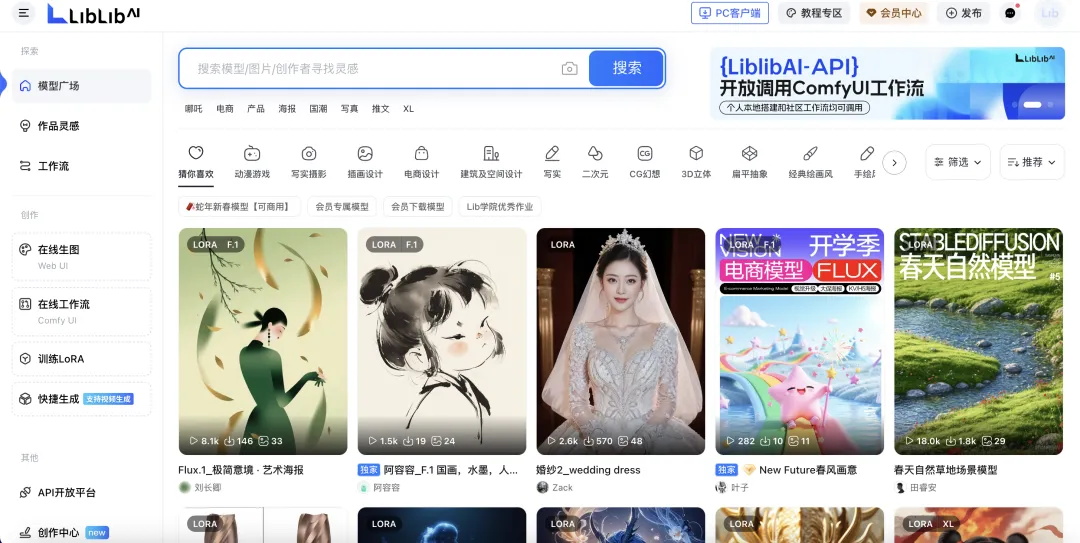 LIBLIB AI
PC客户端
教程专区
会员中心
发布
Lib
探索
模型广场
作品灵感
工作流
创作
在线生图
Web UI
在线工作流
Comfy UI
训练LoRA
快捷生成 支持视频生成
其他
API开放平台
创作中心 new
搜索模型/图片/创作者寻找灵感
搜索
哪吒 电商 产品 海报 国潮 写真 推文 XL
{LiblibAI-API}
开放调用ComfyUI工作流
个人本地搭建和社区工作流均可调用
LIBLIB AI
猜你喜欢 动漫游戏 写实摄影 插画设计 电商设计 建筑及空间设计 写实 二次元 CG幻想 3D立体 扁平抽象 经典绘画风
筛选
推荐
蛇年新春模型【可商用】 会员专属模型 会员下载模型 Lib学院优秀作业
LORA F.1
8.1k 146 33
Flux.1_极简意境 · 艺术海报
刘长卿
LORA F.1
1.5k 19 24
独家 阿容容_F.1 国画，水墨，人...
阿容容
LORA
2.6k 570 48
婚纱2_wedding dress
Zack
LORA F.1
NEW
VISION
开学季
电商模型 FLUX
E-commerce Marketing Model
282 10 11
独家 New Future春风画意
叶子
LORA
STABLEDIFFUSION
春天自然模型
#5
18.0k 1.8k 29
春天自然草地场景模型
田睿安
LORA
LORA
LORA
LORA
LORA XL